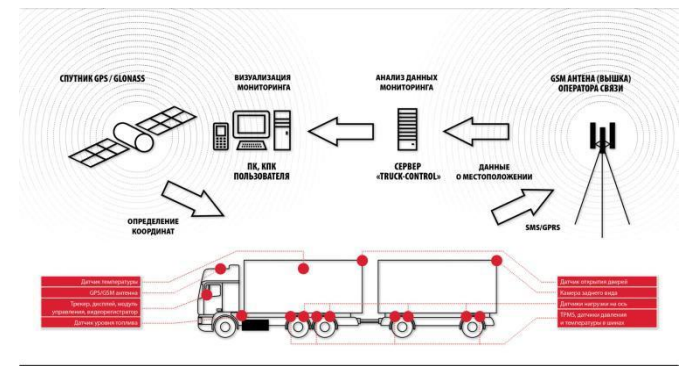 СПУТНИК GPS / GLONASS
ВИЗУАЛИЗАЦИЯ
МОНИТОРИНГА
АНАЛИЗ ДАННЫХ
МОНИТОРИНГА
GSM АНТЕНА (ВЫШКА)
ОПЕРАТОРА СВЯЗИ
ПК, КПК
ПОЛЬЗОВАТЕЛЯ
СЕРВЕР
«TRUCK-CONTROL»
ДАННЫЕ
О МЕСТОПОЛОЖЕНИИ
ОПРЕДЕЛЕНИЕ
КООРДИНАТ
SMS/GPRS
Датчик температуры
GPS/GSM антенна
Трекер, дисплей, модуль
управления, видеорегистратор
Датчик уровня топлива
Датчик открытия дверей
Камера заднего вида
Датчики нагрузки на ось
TPMS, датчики давления
и температуры в шинах